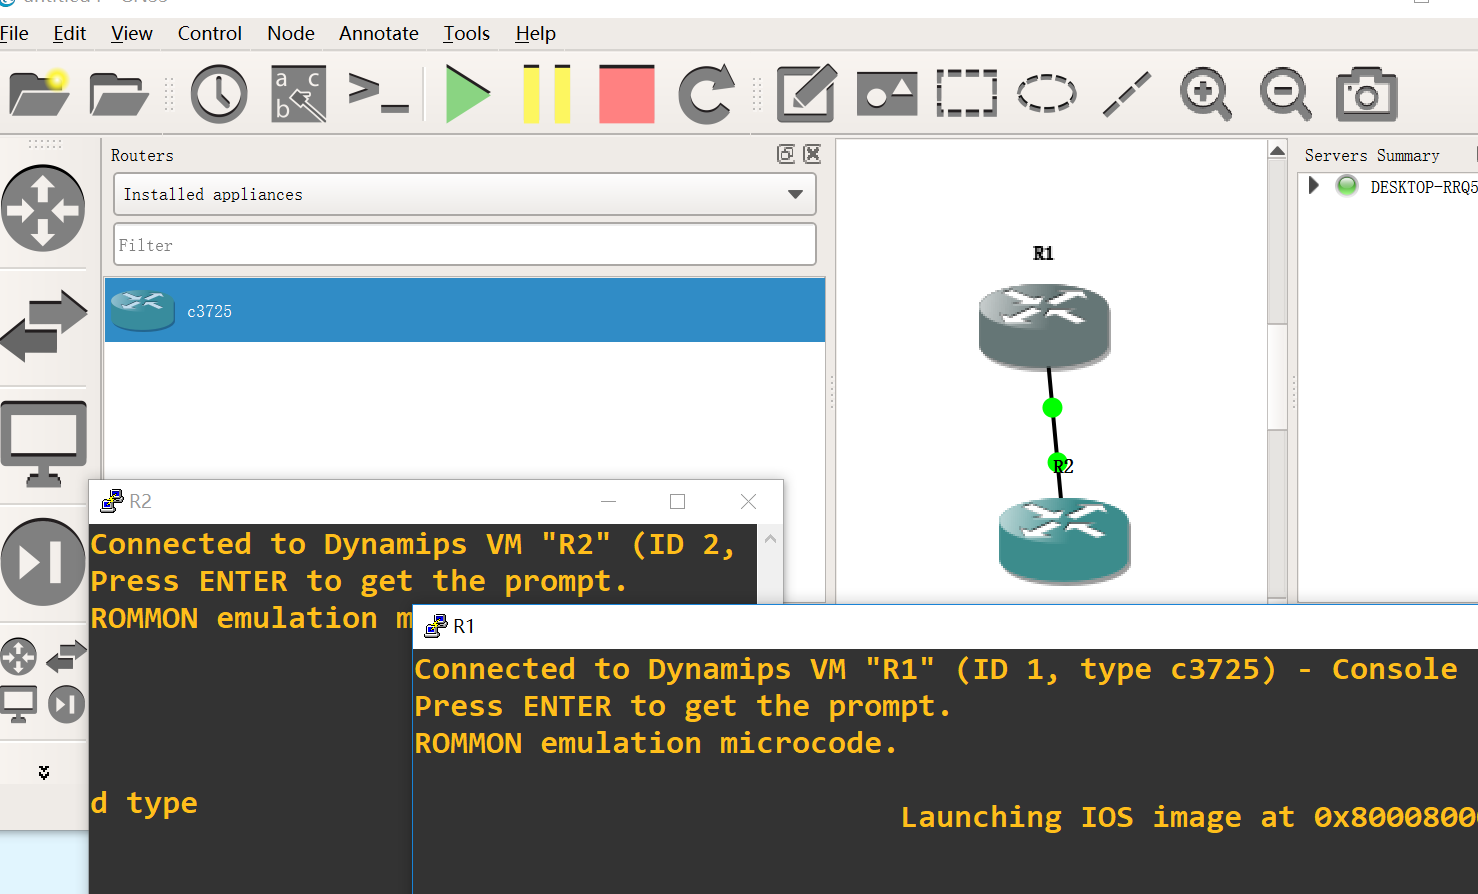 File Edit View Control Node Annotate Tools Help
a c
b
Routers
Installed appliances
Filter
c3725
R1
R2
Servers Summary
DESKTOP-RRQ5
R2
Connected to Dynamips VM "R2" (ID 2,
Press ENTER to get the prompt.
ROMMON emulation m
d type
R1
Connected to Dynamips VM "R1" (ID 1, type c3725) - Console
Press ENTER to get the prompt.
ROMMON emulation microcode.
Launching IOS image at 0x8000800